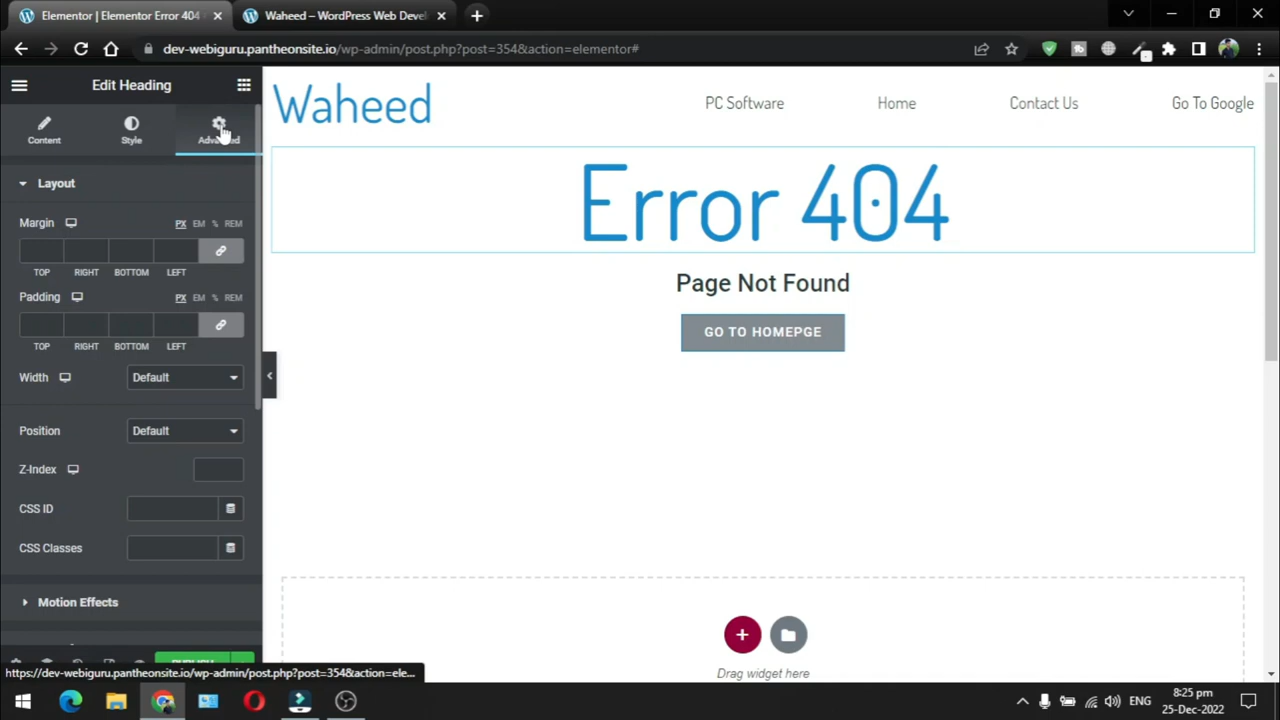 Elementor | Elementor Error 404
Waheed – WordPress Web Devel
dev-webiguru.pantheonsite.io/wp-admin/post.php?post=354&action=elementor#
Edit Heading
Content
Style
Advanced
Layout
Margin
PX EM % REM
TOP RIGHT BOTTOM LEFT
Padding
PX EM % REM
TOP RIGHT BOTTOM LEFT
Width
Default
Position
Default
Z-Index
CSS ID
CSS Classes
Motion Effects
PUBLISH
https://dev-webiguru.pantheonsite.io/wp-admin/post.php?post=354&action=ele...
Waheed
PC Software
Home
Contact Us
Go To Google
Error 404
Page Not Found
GO TO HOMEPGE
Drag widget here
ENG
8:25 pm
25-Dec-2022